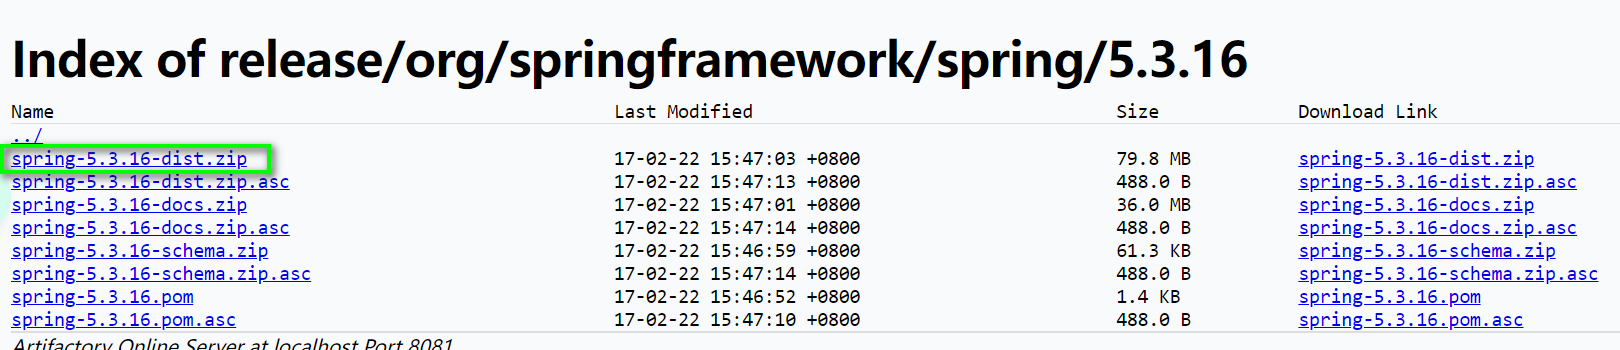 Index of release/org/springframework/spring/5.3.16
Name Last Modified Size Download Link
../
spring-5.3.16-dist.zip 17-02-22 15:47:03 +0800 79.8 MB spring-5.3.16-dist.zip
spring-5.3.16-dist.zip.asc 17-02-22 15:47:13 +0800 488.0 B spring-5.3.16-dist.zip.asc
spring-5.3.16-docs.zip 17-02-22 15:47:01 +0800 36.0 MB spring-5.3.16-docs.zip
spring-5.3.16-docs.zip.asc 17-02-22 15:47:14 +0800 488.0 B spring-5.3.16-docs.zip.asc
spring-5.3.16-schema.zip 17-02-22 15:46:59 +0800 61.3 KB spring-5.3.16-schema.zip
spring-5.3.16-schema.zip.asc 17-02-22 15:47:14 +0800 488.0 B spring-5.3.16-schema.zip.asc
spring-5.3.16.pom 17-02-22 15:46:52 +0800 1.4 KB spring-5.3.16.pom
spring-5.3.16.pom.asc 17-02-22 15:47:10 +0800 488.0 B spring-5.3.16.pom.asc
Artifactory Online Server at localhost Port 8081